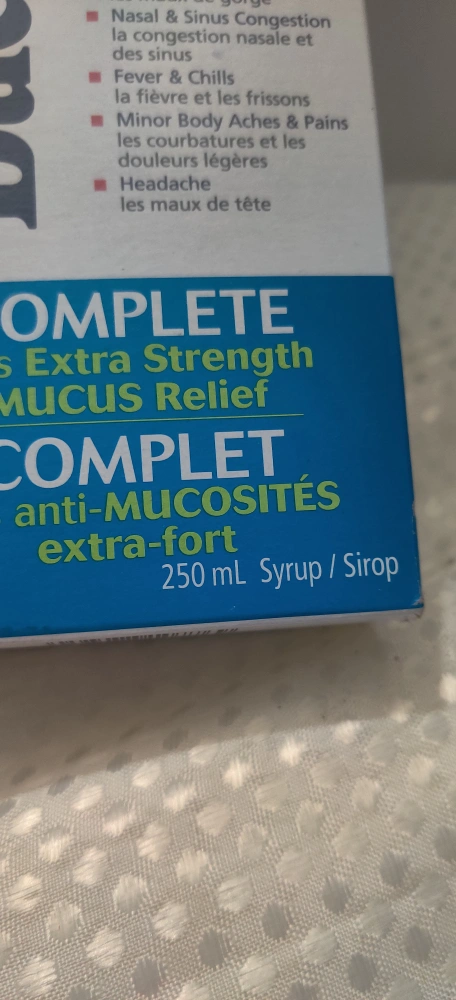 Nasal & Sinus Congestion
la congestion nasale et
des sinus
Fever & Chills
la fièvre et les frissons
Minor Body Aches & Pains
les courbatures et les
douleurs légères
Headache
les maux de tête
OMPLETE
s Extra Strength
MUCUS Relief
COMPLET
anti-MUCOSITÉS
extra-fort
250 mL Syrup / Sirop